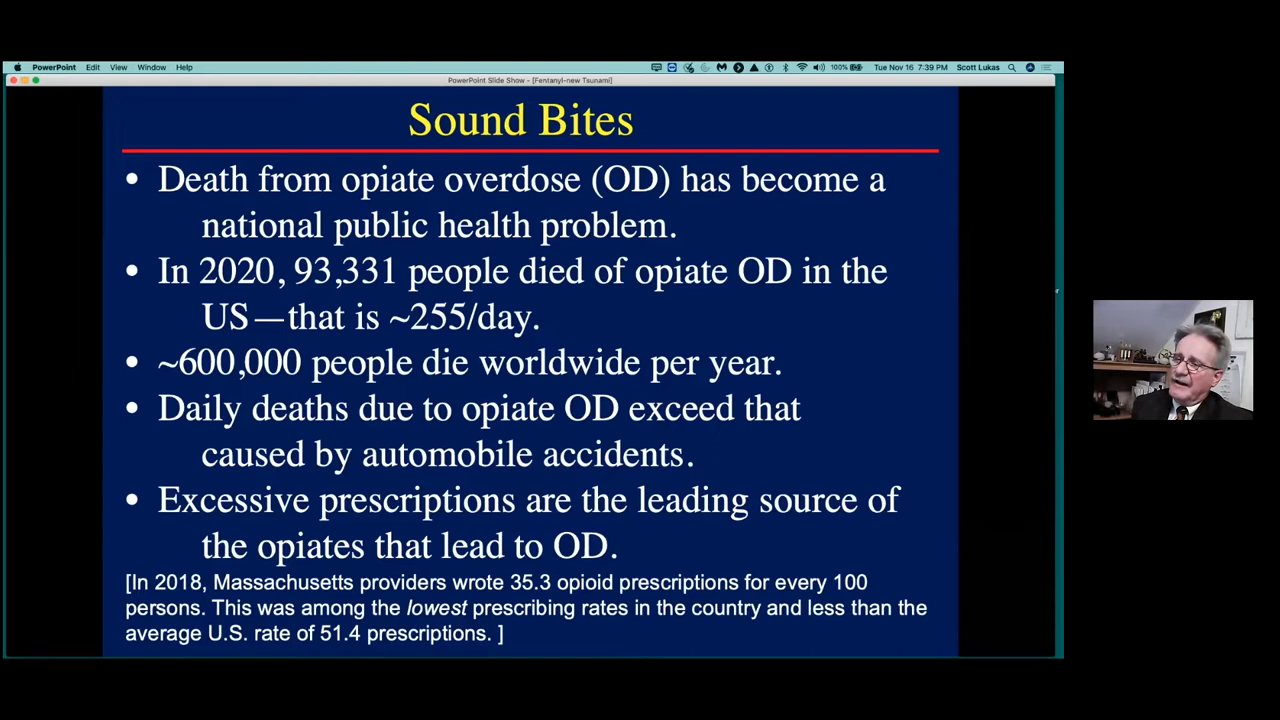 PowerPoint Edit View Window Help 100% Tue Nov 16 7:39 PM Scott Lukas
PowerPoint Slide Show - [Fentanyl-new Tsunami]
Sound Bites
• Death from opiate overdose (OD) has become a
national public health problem.
• In 2020, 93,331 people died of opiate OD in the
US—that is ~255/day.
• ~600,000 people die worldwide per year.
• Daily deaths due to opiate OD exceed that
caused by automobile accidents.
• Excessive prescriptions are the leading source of
the opiates that lead to OD.
[In 2018, Massachusetts providers wrote 35.3 opioid prescriptions for every 100
persons. This was among the lowest prescribing rates in the country and less than the
average U.S. rate of 51.4 prescriptions. ]